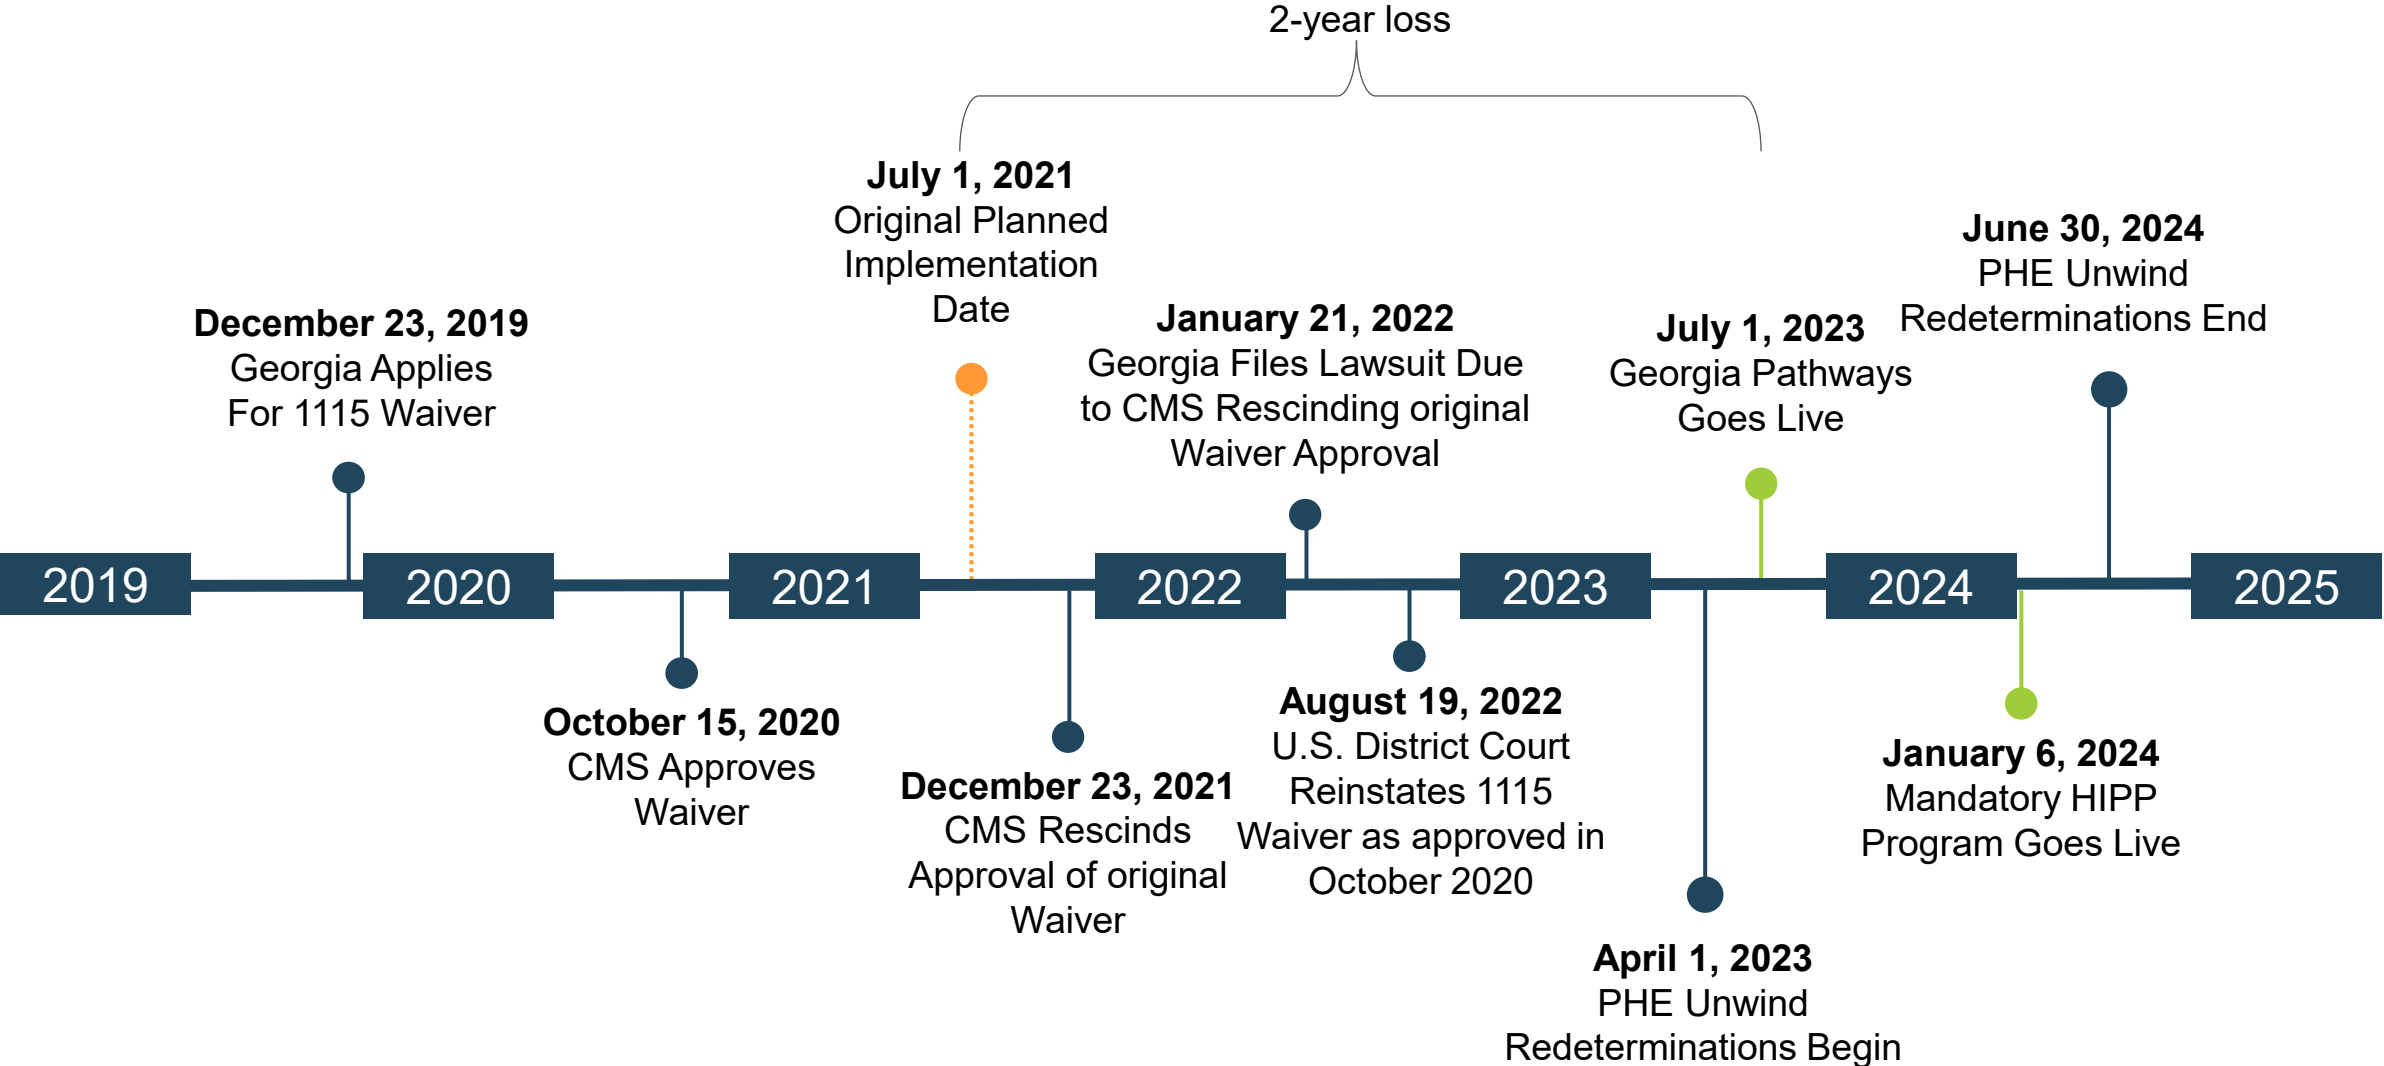 2-year loss
July 1, 2021
Original Planned
Implementation
Date
June 30, 2024
PHE Unwind
Redeterminations End
December 23, 2019
Georgia Applies
For 1115 Waiver
January 21, 2022
Georgia Files Lawsuit Due
to CMS Rescinding original
Waiver Approval
July 1, 2023
Georgia Pathways
Goes Live
2019
2020
2021
2022
2023
2024
2025
October 15, 2020
CMS Approves
Waiver
December 23, 2021
CMS Rescinds
Approval of original
Waiver
August 19, 2022
U.S. District Court
Reinstates 1115
Waiver as approved in
October 2020
January 6, 2024
Mandatory HIPP
Program Goes Live
April 1, 2023
PHE Unwind
Redeterminations Begin